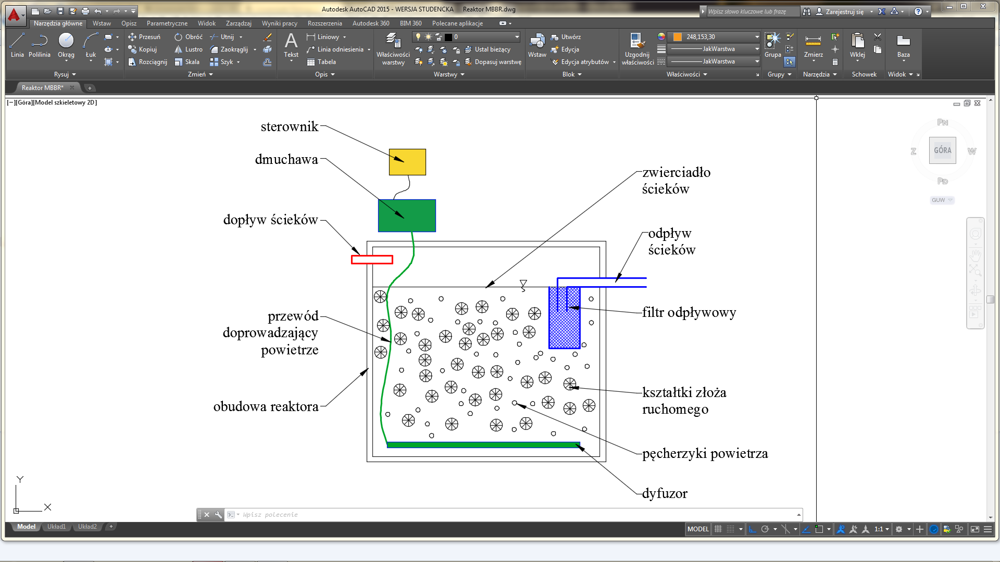 Autodesk AutoCAD 2015 - WERSJA STUDENCKA Reaktor MBBR.dwg
Wpisz słowo kluczowe lub frazę
Zarejestruj się
Narzędzia główne Wstaw Opisz Parametryczne Widok Zarządzaj Wyniki pracy Rozszerzenia Autodesk 360 BIM 360 Polecane aplikacje
Linia Polilinia Okrąg Łuk
Przesuń Obróć Utnij
Kopiuj Lustro Zaokrąglij
Rozciągnij Skala Szyk
Tekst
Liniowy
Linia odniesienia
Tabela
Właściwości warstwy
0
Ustal bieżący
Dopasuj warstwę
Wstaw
Utwórz
Edycja
Edycja atrybutów
Uzgodnij właściwości
248,153,30
JakWarstwa
JakWarstwa
Grupa
Zmierz
Wklej
Baza
Rysuj Zmień Opis Warstwy Blok Właściwości Grupy Narzędzia Schowek Widok
Reaktor MBBR*
[−][Góra][Model szkieletowy 2D]
PN
Z GÓRA W
PD
GUW
sterownik
dmuchawa
dopływ ścieków
przewód
doprowadzający
powietrze
obudowa reaktora
zwierciadło
ścieków
odpływ
ścieków
filtr odpływowy
kształtki złoża
ruchomego
pęcherzyki powietrza
dyfuzor
Y
X
Wpisz polecenie
Model Układ1 Układ2
MODEL 1:1